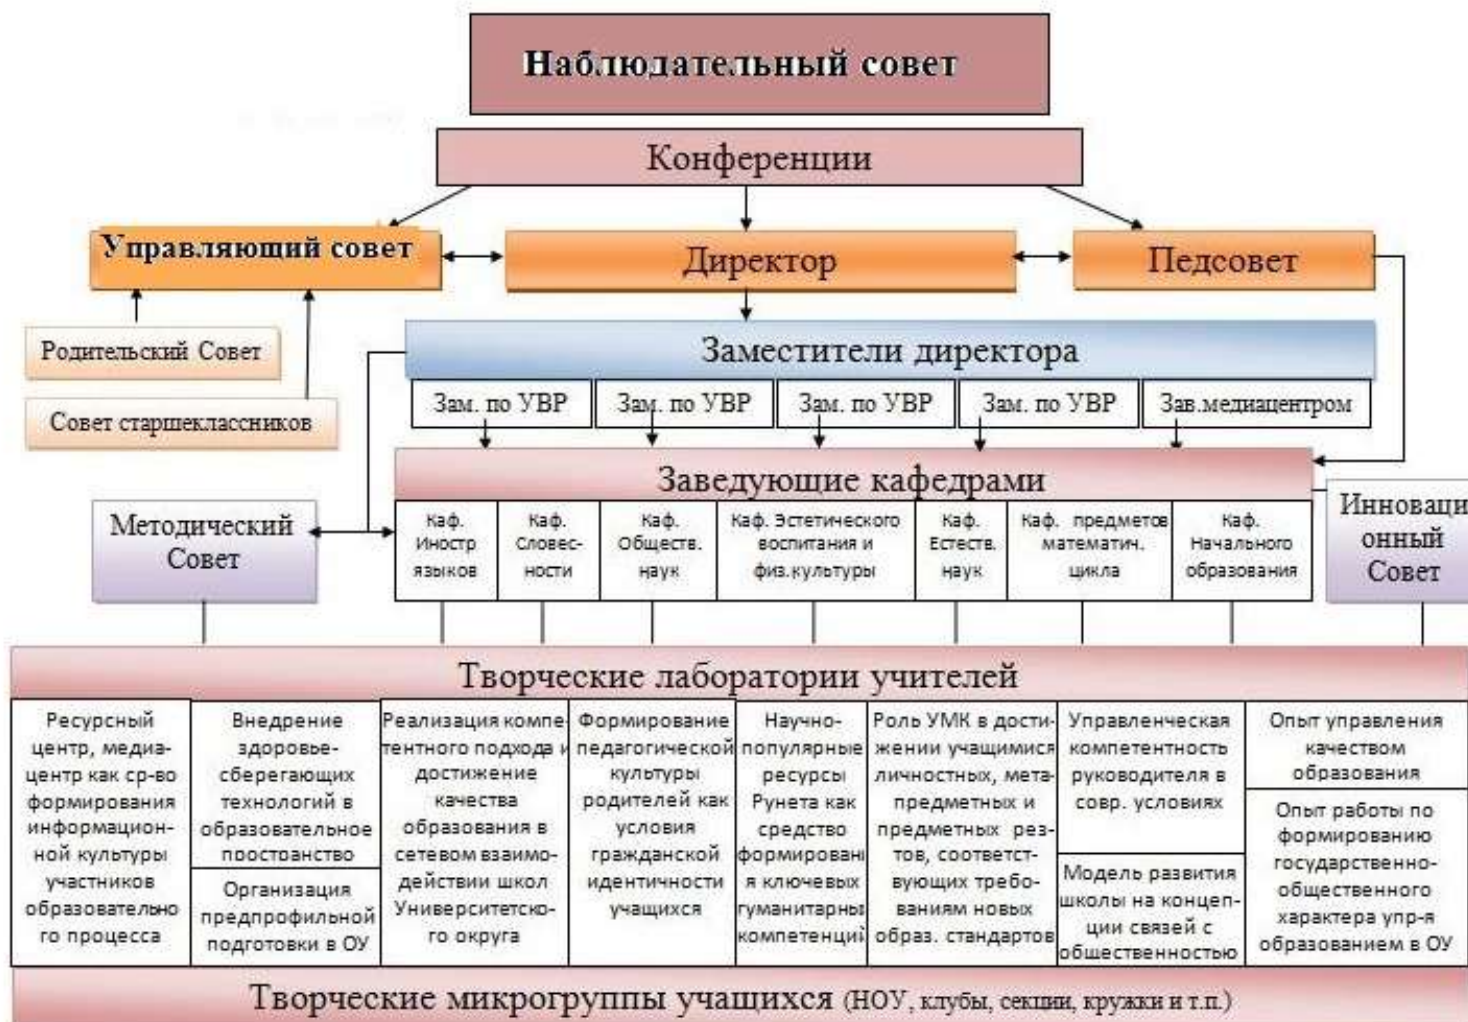 Наблюдательный совет
Конференции
Управляющий совет
Директор
Педсовет
Родительский Совет
Совет старшеклассников
Заместители директора
Зам. по УВР
Зам. по УВР
Зам. по УВР
Зам. по УВР
Зав.медиацентром
Заведующие кафедрами
Методический
Совет
Каф.
Иностр
языков
Каф.
Словес-
ности
Каф.
Обществ.
наук
Каф. Эстетического
воспитания и
физ.культуры
Каф.
Естеств.
наук
Каф. предметов
математич.
цикла
Каф.
Начального
образования
Инноваци
онный
Совет
Творческие лаборатории учителей
Ресурсный
центр, медиа-
центр как ср-во
формирования
информацион-
ной культуры
участников
образовательно
го процесса
Внедрение
здоровье-
сберегающих
технологий в
образовательное
пространство
Организация
предпрофильной
подготовки в ОУ
Реализация компе-
тентного подхода и
достижение
качества
образования в
сетевом взаимо-
действии школ
Университетско-
го округа
Формирование
педагогической
культуры
родителей как
условия
гражданской
идентичности
учащихся
Научно-
популярные
ресурсы
Рунета как
средство
формировани
я ключевых
гуманитарны
компетенций
Роль УМК в дости-
жении учащимися
личностных, мета-
предметных и
предметных рез-
тов, соответст-
вующих требо-
ваниям новых
образ. стандартов
Управленческая
компетентность
руководителя в
совр. условиях
Модель развития
школы на концеп-
ции связей с
общественностью
Опыт управления
качеством
образования
Опыт работы по
формированию
государственно-
общественного
характера упр-я
образованием в ОУ
Творческие микрогруппы учащихся (НОУ, клубы, секции, кружки и т.п.)